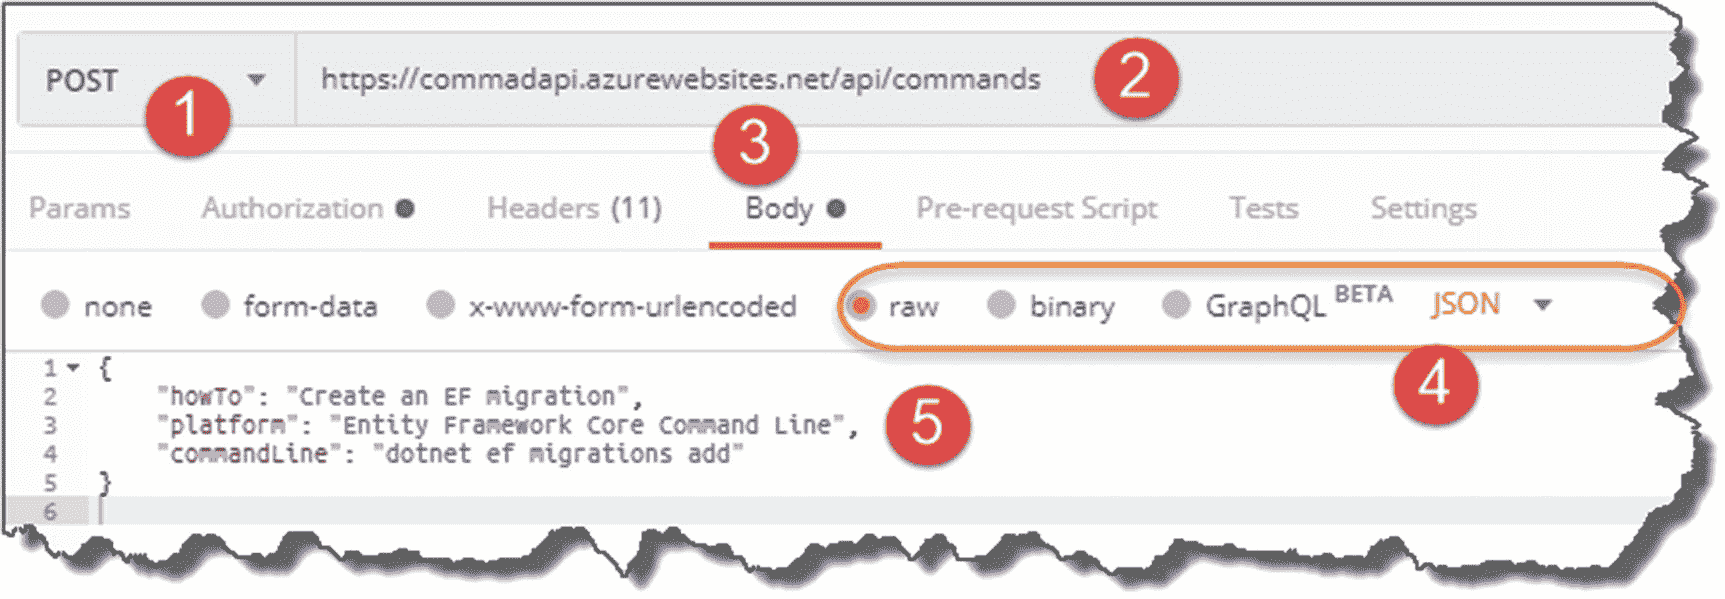 POST 1 https://commadapi.azurewebsites.net/api/commands 2
3
Params Authorization Headers (11) Body Pre-request Script Tests Settings
none form-data x-www-form-urlencoded raw binary GraphQL BETA JSON
4
1 {
2 "howTo": "Create an EF migration",
3 "platform": "Entity Framework Core Command Line", 5
4 "commandLine": "dotnet ef migrations add"
5 }
6